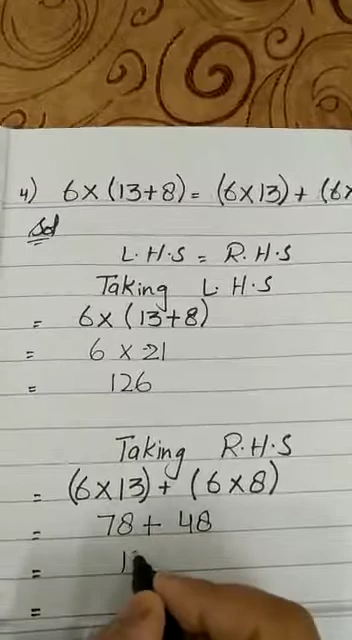 4) 6×(13+8) = (6×13) + (6×
Sol
L.H.S = R.H.S
Taking L.H.S
= 6×(13+8)
= 6 × 21
= 126
Taking R.H.S
= (6×13) + (6×8)
= 78 + 48
= 1
=